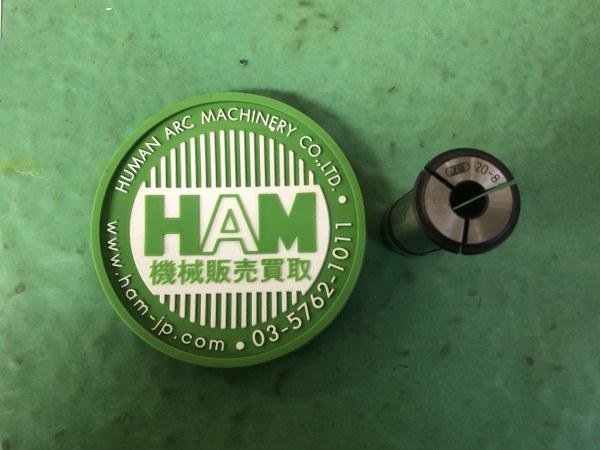 HUMAN ARC MACHINERY CO.,LTD.
HAM
機械販売買取
www.ham-jp.com • 03-5762-1011 •
20-8